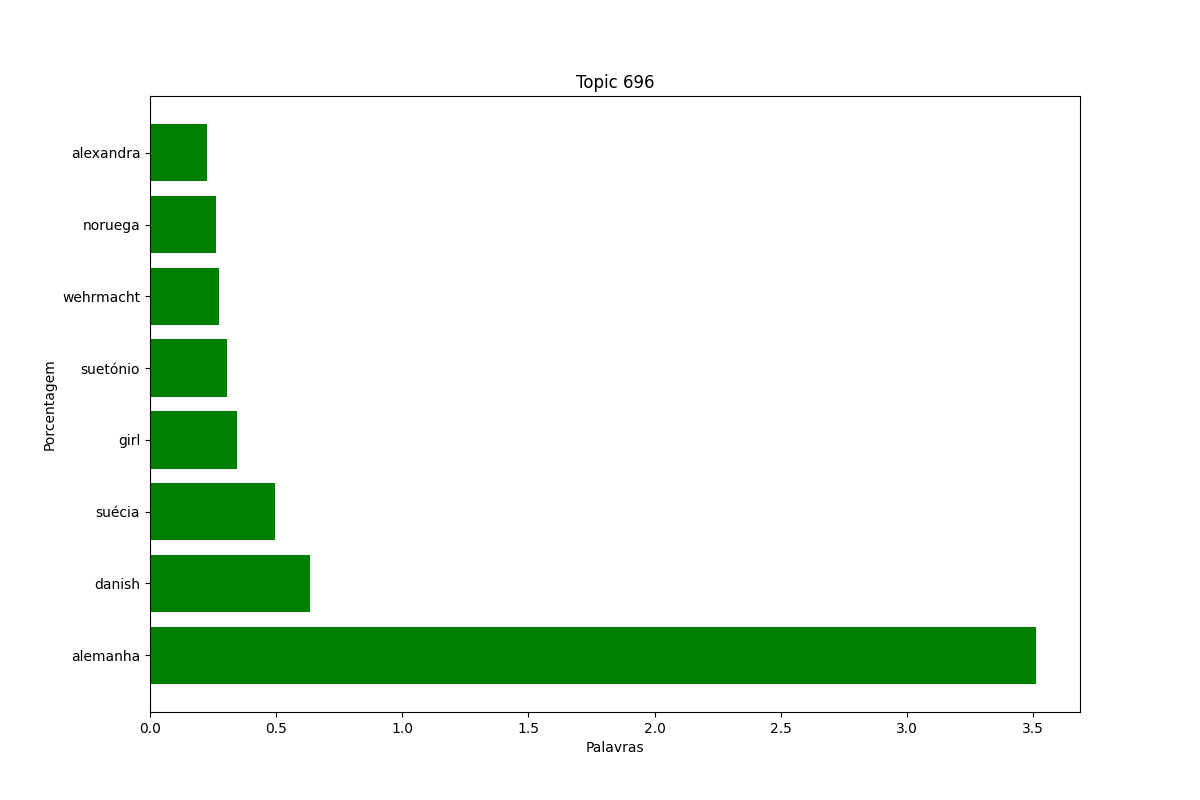 Topic 696
Porcentagem
alexandra
noruega
wehrmacht
suetónio
girl
suécia
danish
alemanha
0.0 0.5 1.0 1.5 2.0 2.5 3.0 3.5
Palavras